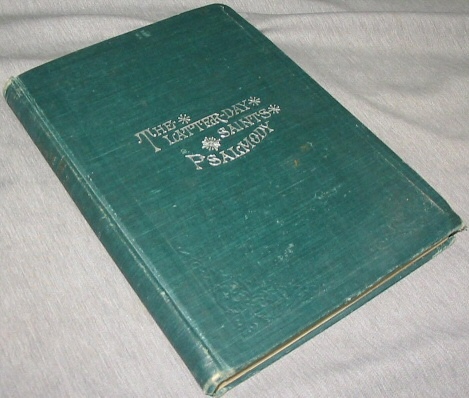 THE
LATTER-DAY
SAINTS
PSALMODY